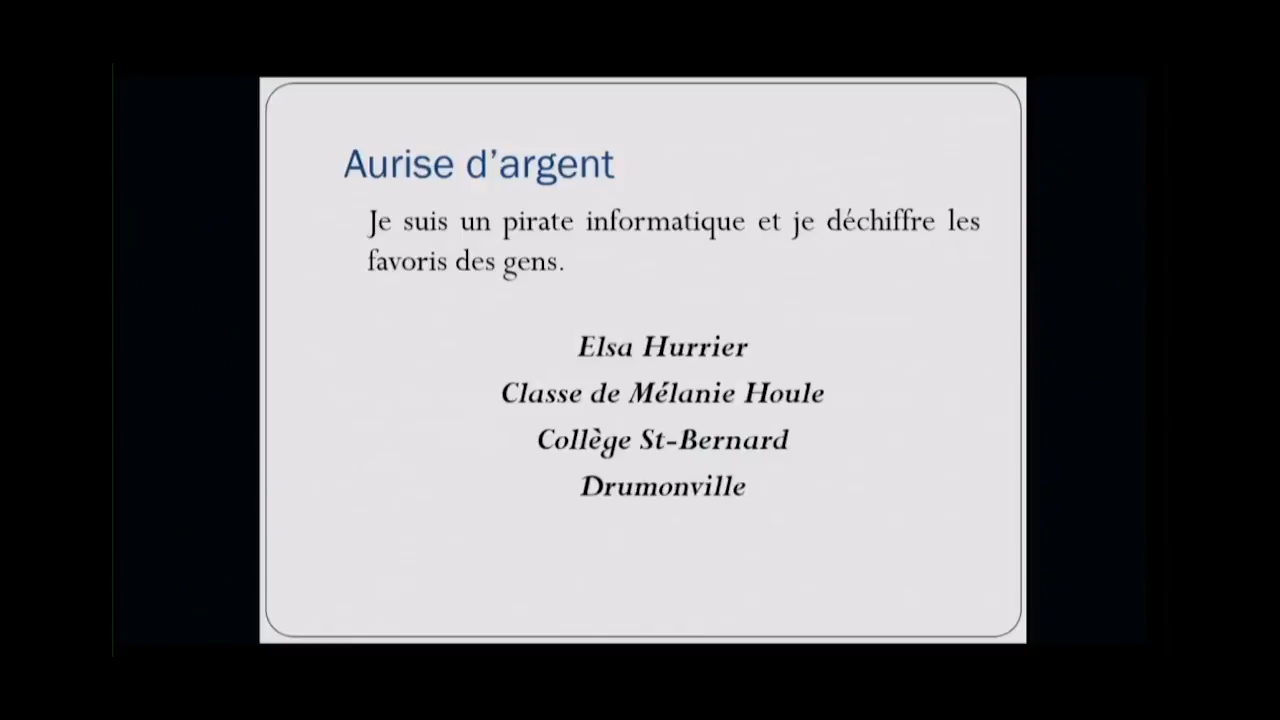 Aurise d’argent
Je suis un pirate informatique et je déchiffre les
favoris des gens.
Elsa Hurrier
Classe de Mélanie Houle
Collège St-Bernard
Drumonville